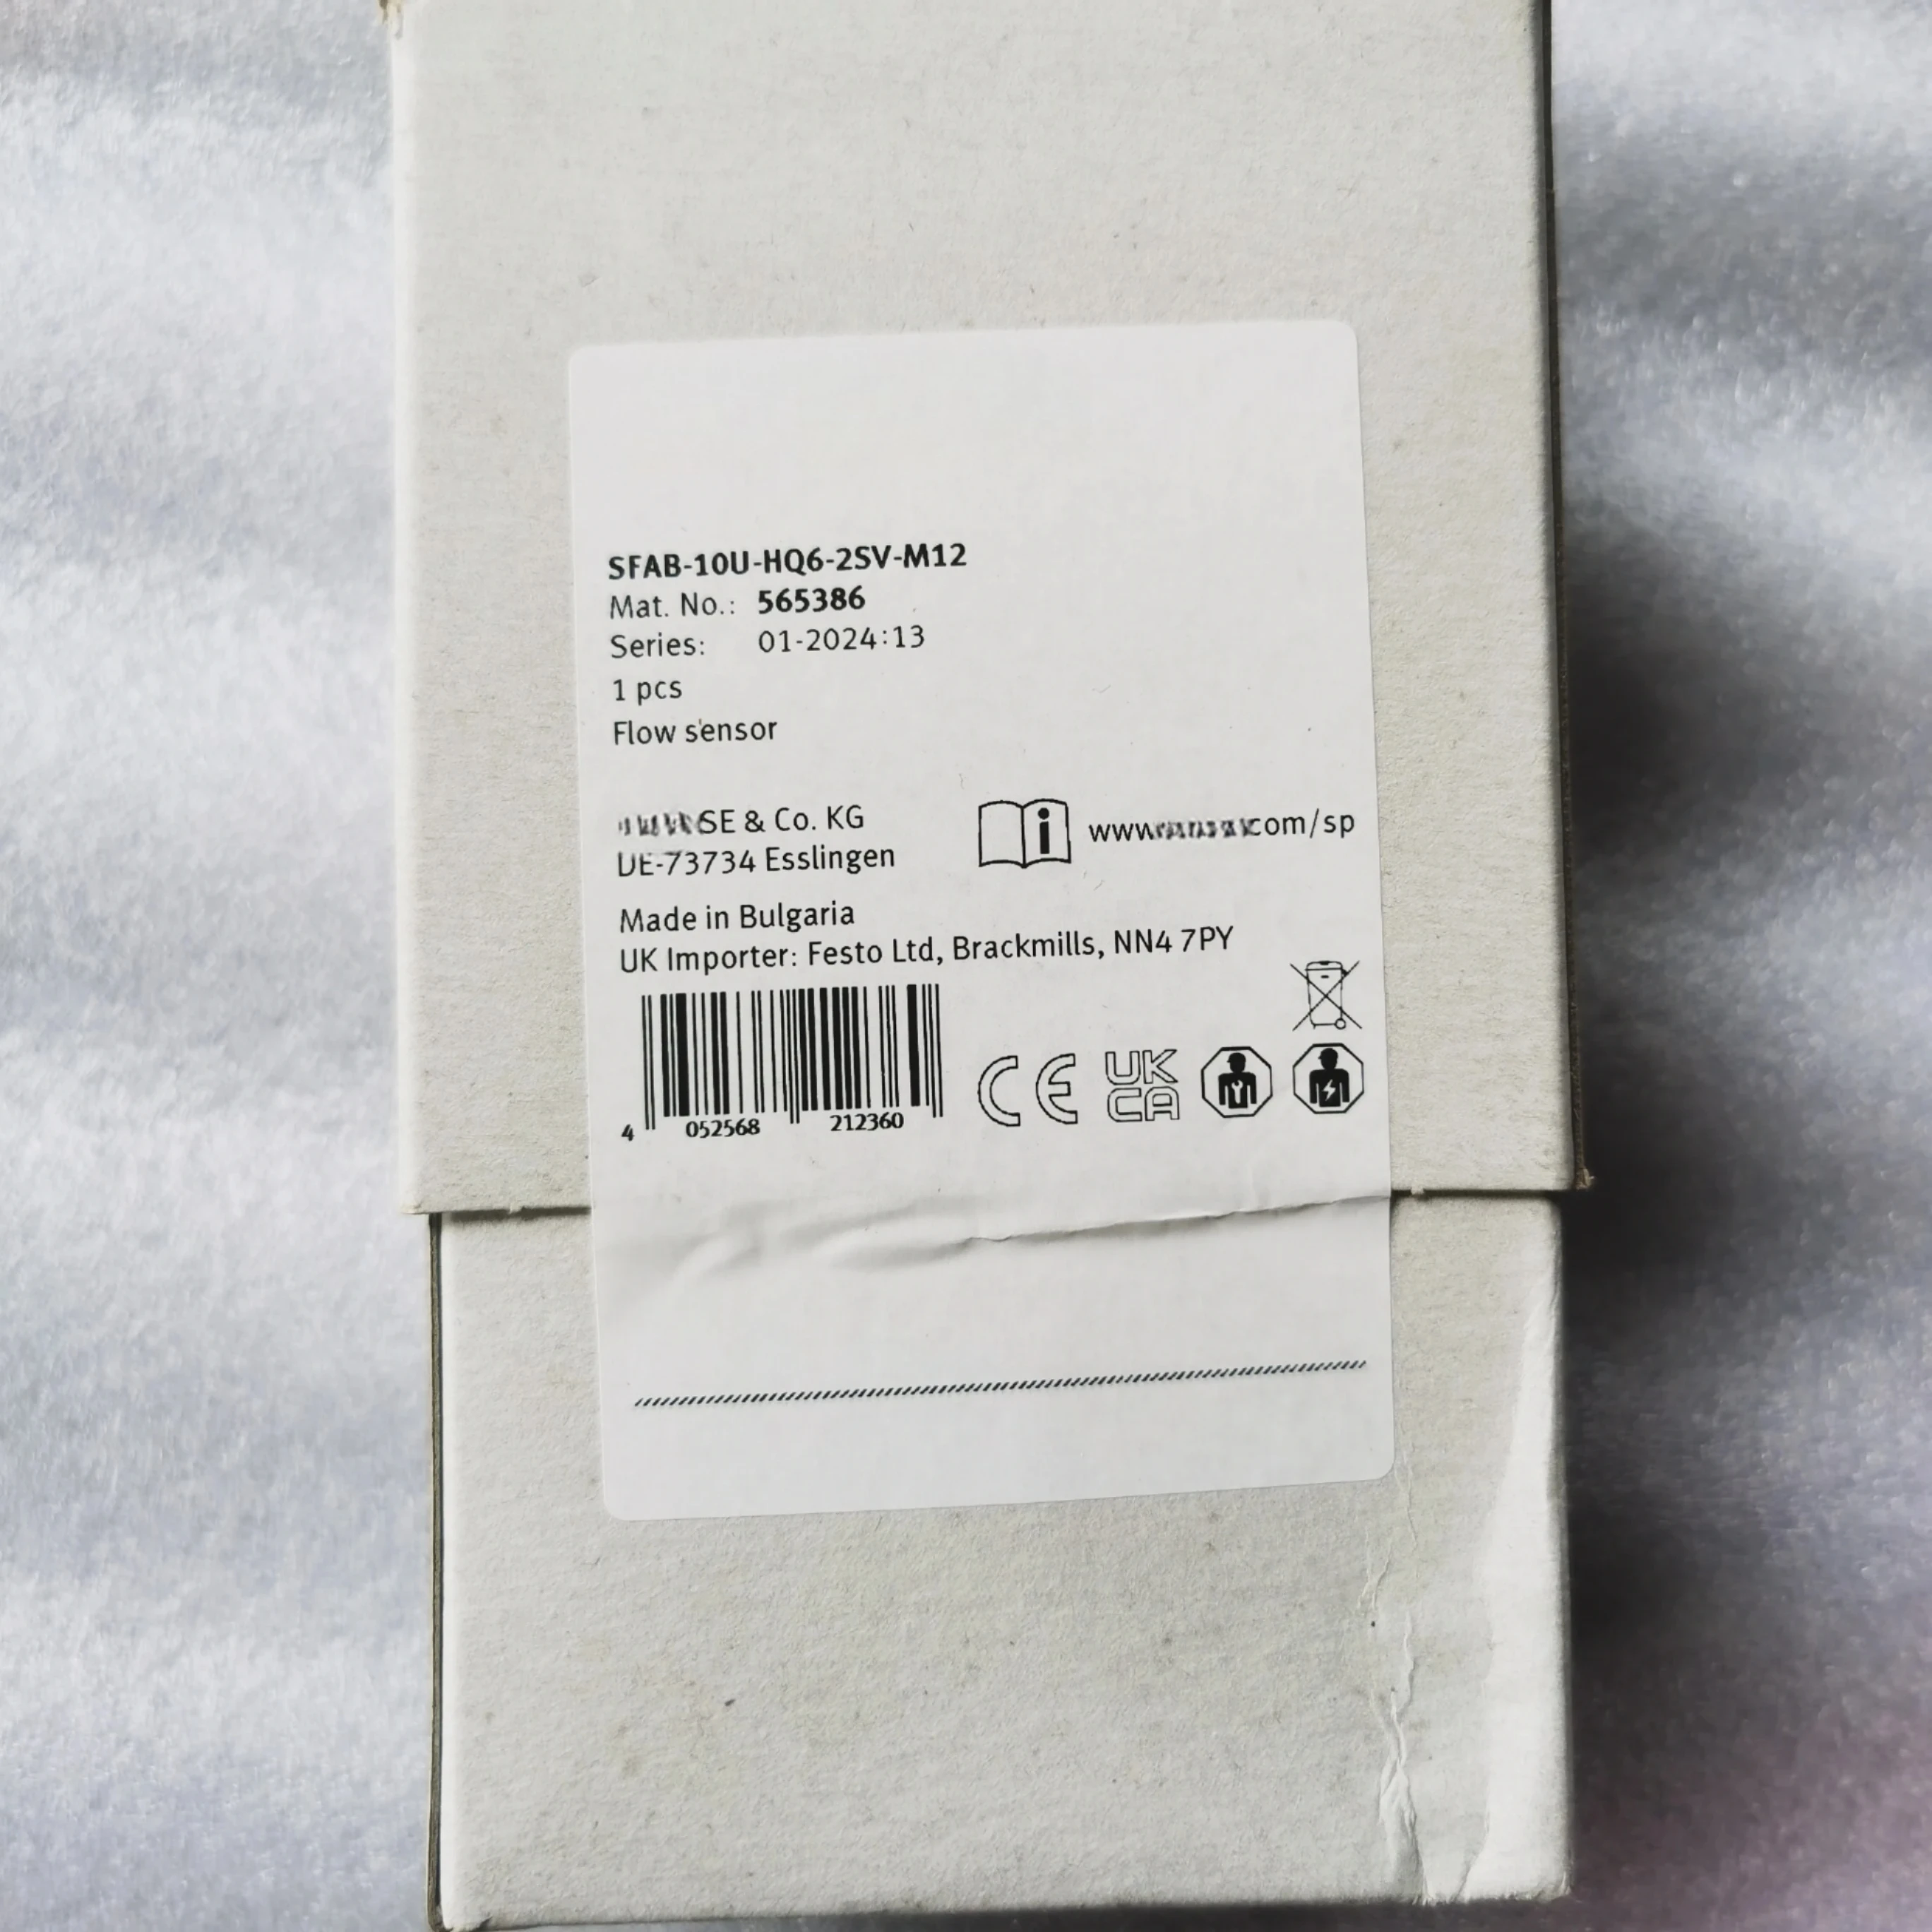 SFAB-10U-HQ6-2SV-M12
Mat. No.: 565386
Series: 01-2024:13
1 pcs
Flow sensor
SE & Co. KG
DE-73734 Esslingen
www. com/sp
Made in Bulgaria
UK Importer: Festo Ltd, Brackmills, NN4 7PY
4 052568 212360
CE UK
CA